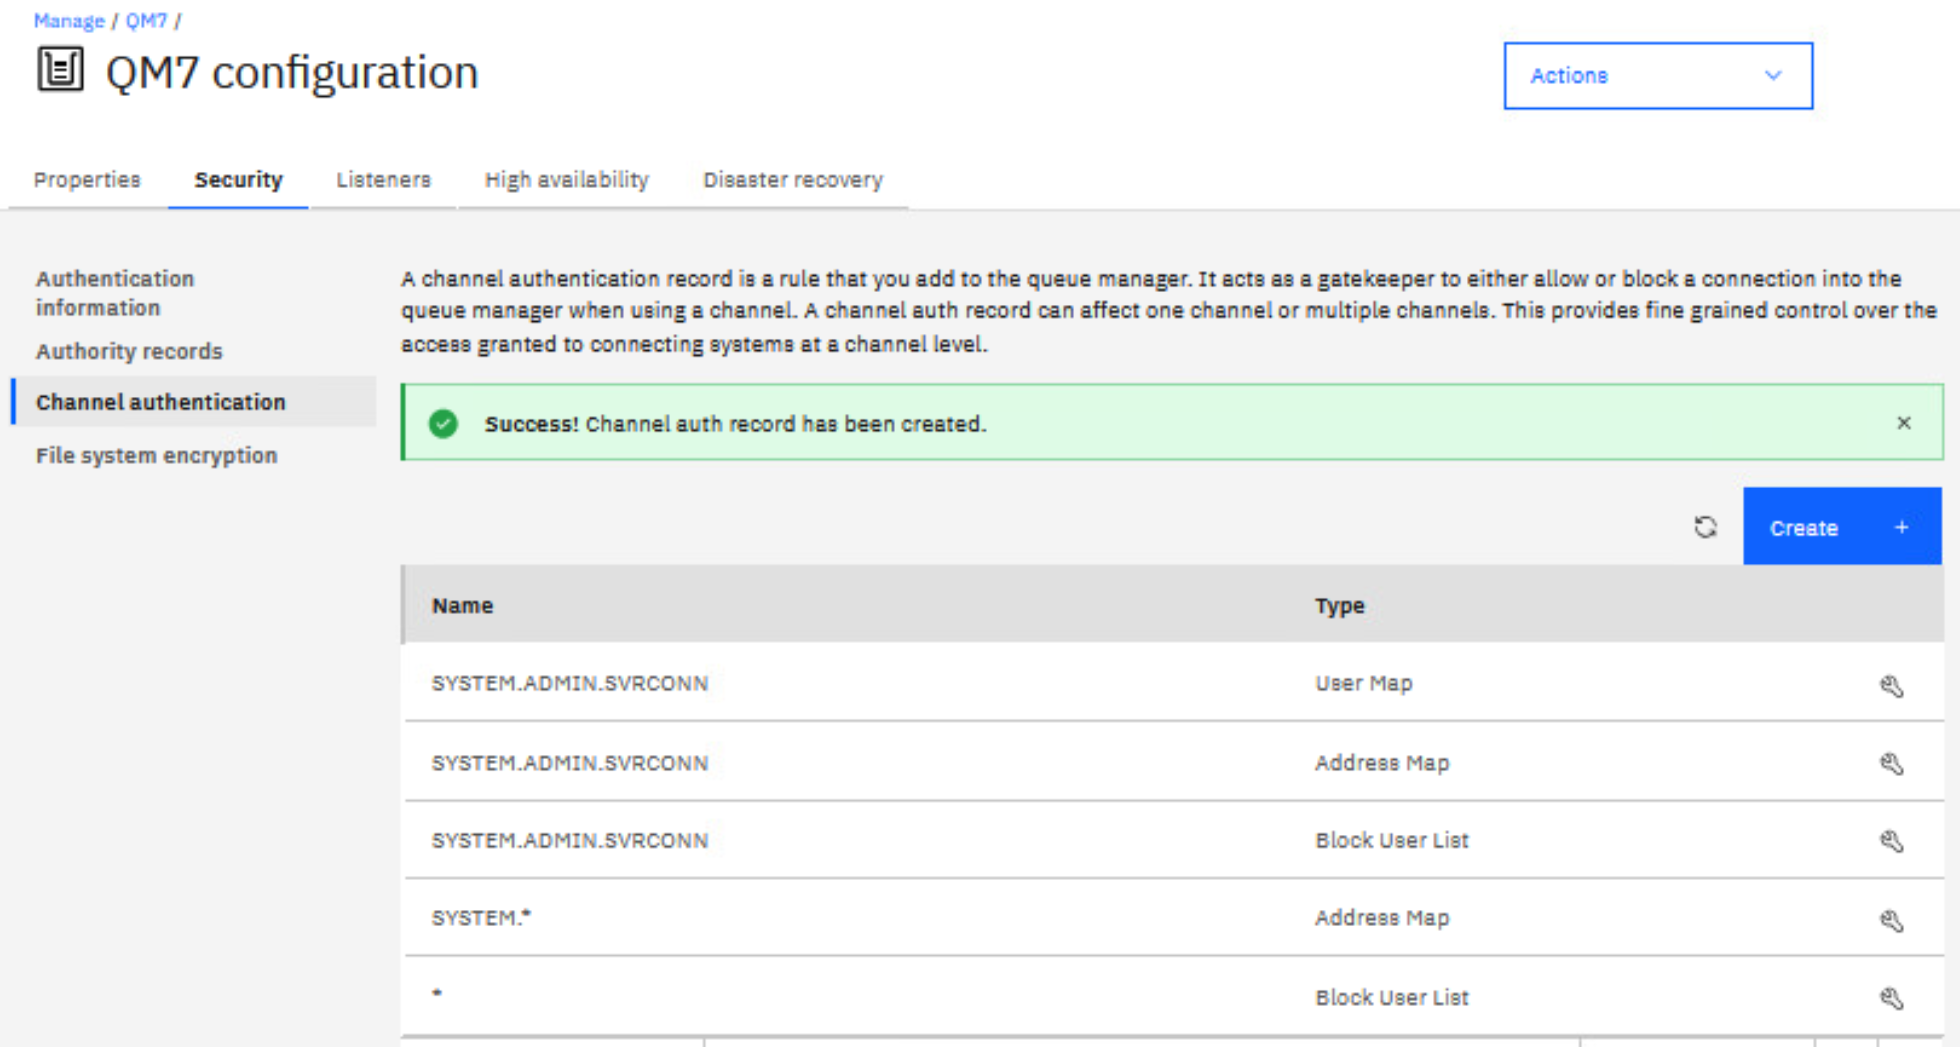 Manage / QM7 /
QM7 configuration
Actions
Properties
Security
Listeners
High availability
Disaster recovery
Authentication
information
Authority records
Channel authentication
File system encryption
A channel authentication record is a rule that you add to the queue manager. It acts as a gatekeeper to either allow or block a connection into the
queue manager when using a channel. A channel auth record can affect one channel or multiple channels. This provides fine grained control over the
access granted to connecting systems at a channel level.
Success! Channel auth record has been created.
Create +
Name Type
SYSTEM.ADMIN.SVRCONN User Map
SYSTEM.ADMIN.SVRCONN Address Map
SYSTEM.ADMIN.SVRCONN Block User List
SYSTEM.* Address Map
* Block User List